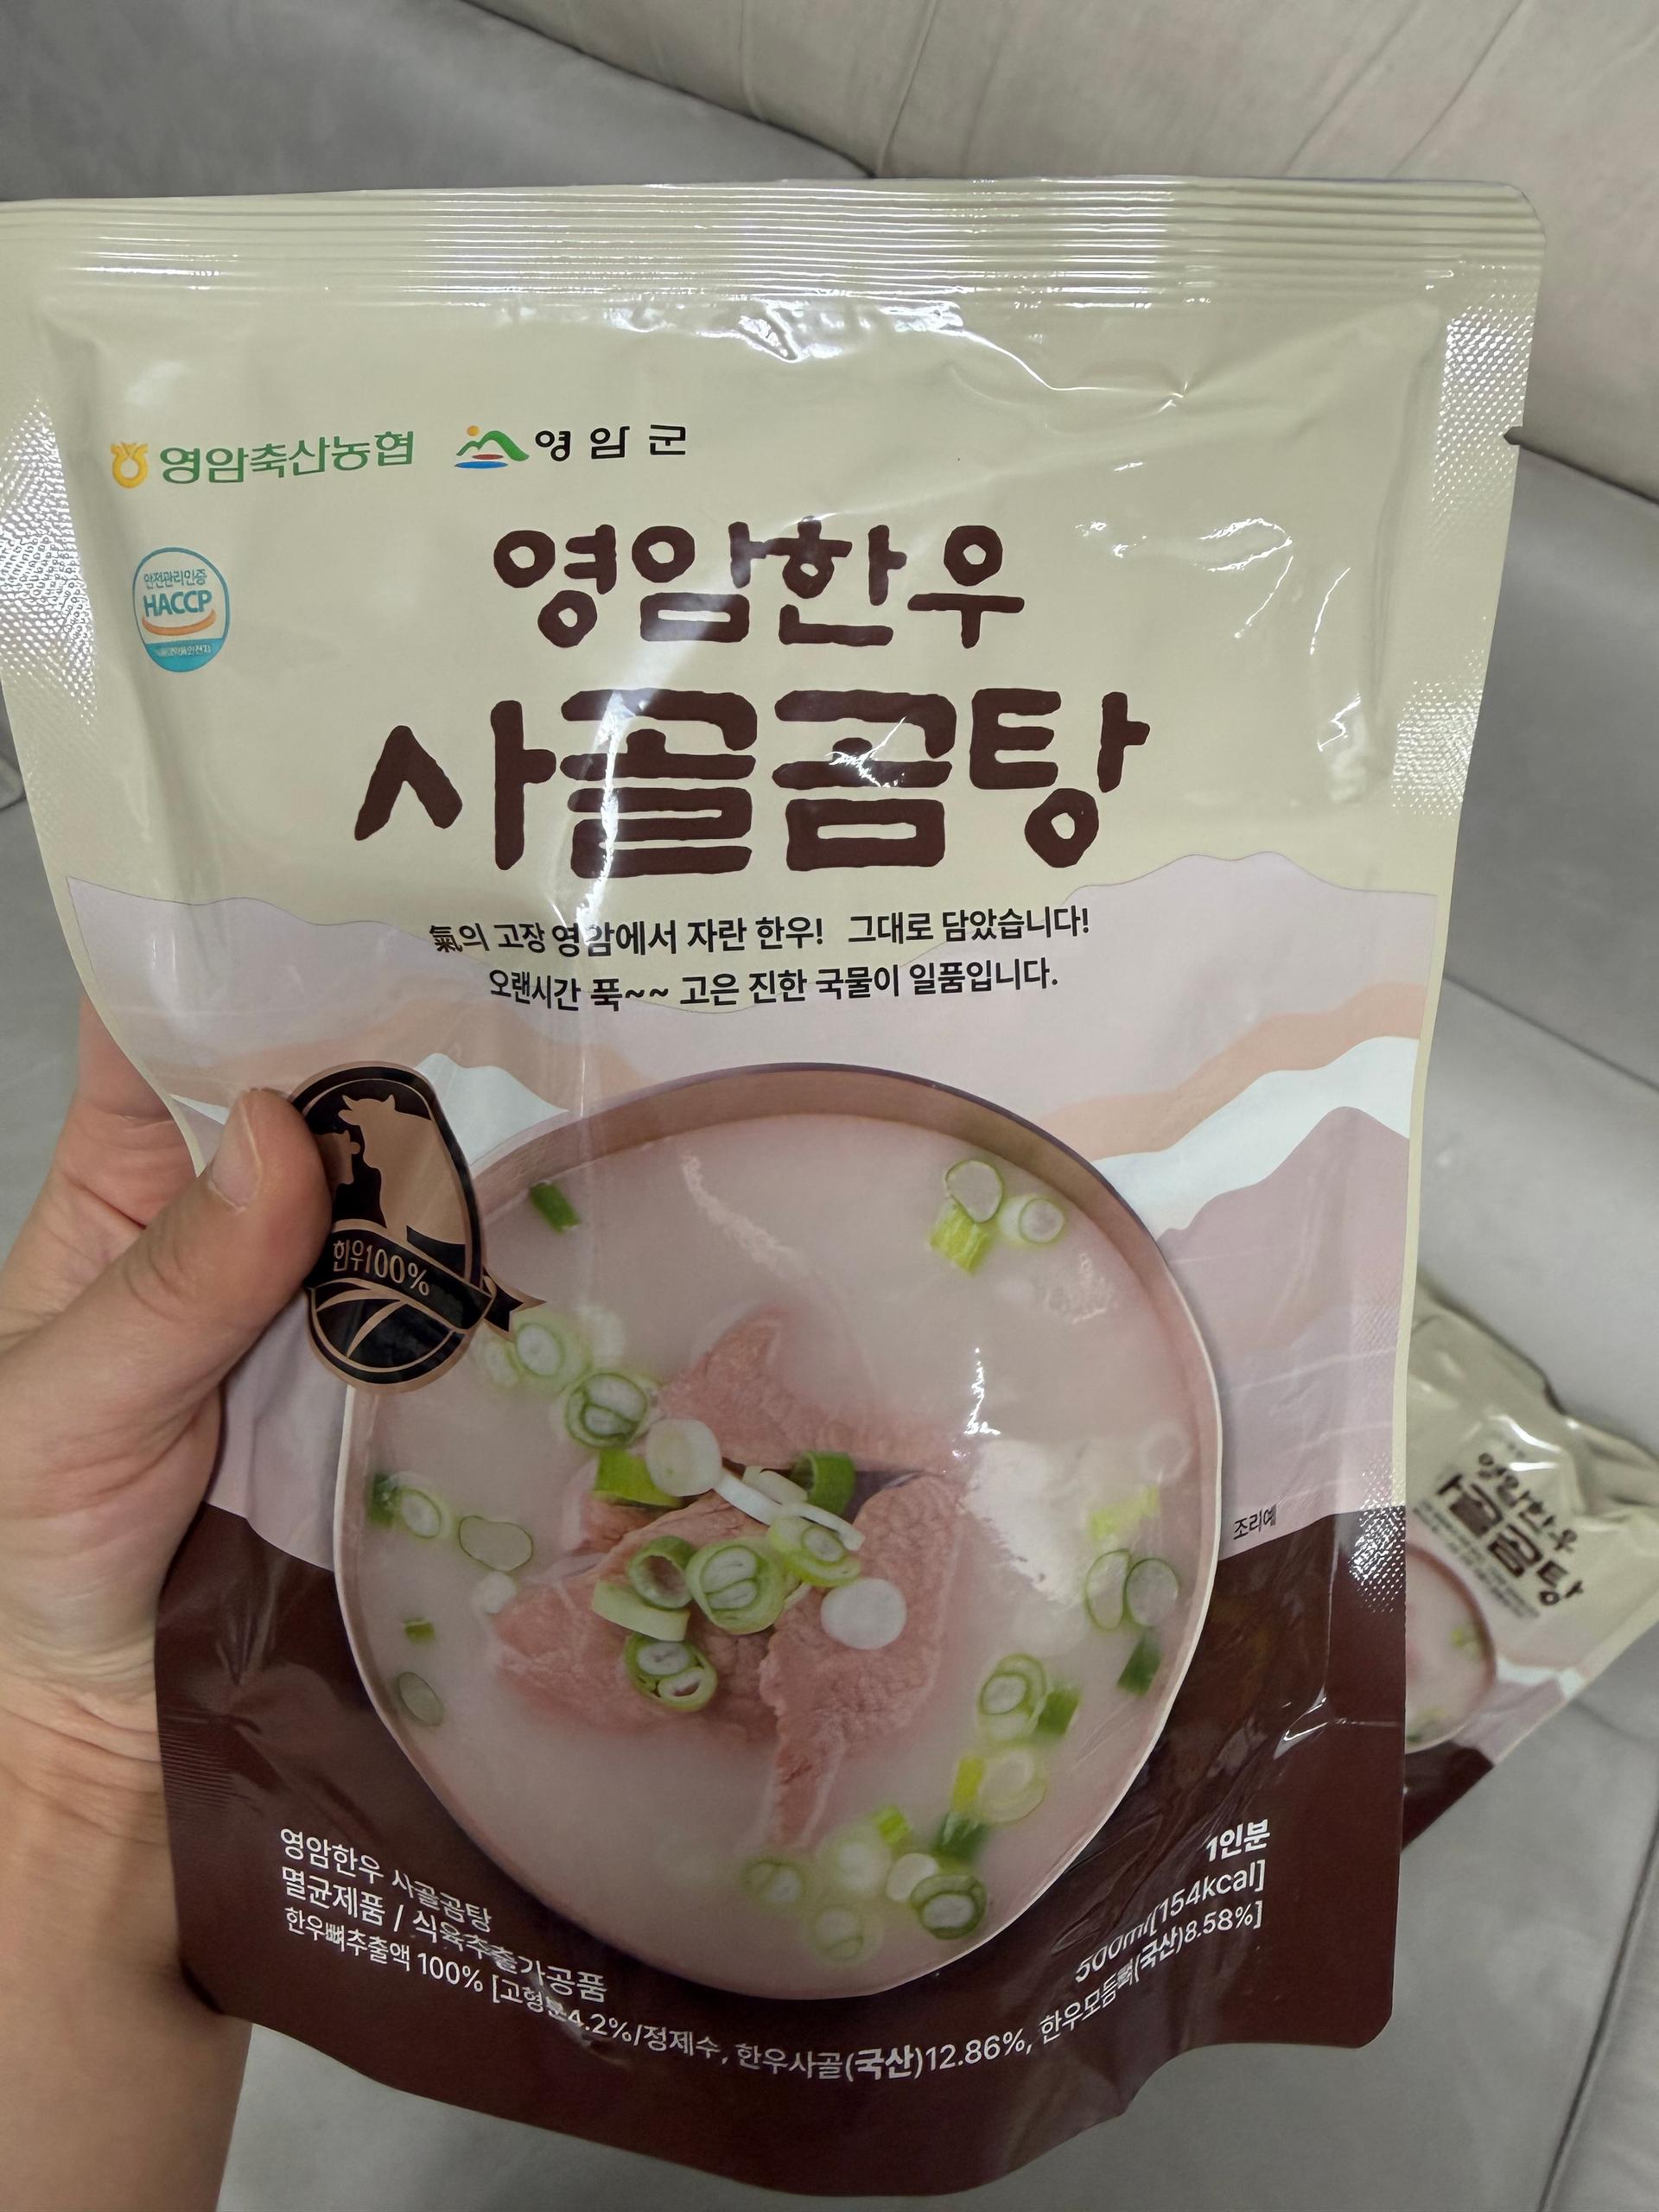 영암축산농협 영암군
안전관리인증
HACCP
영암한우
사골곰탕
氣의 고장 영암에서 자란 한우! 그대로 담았습니다!
오랜시간 푹~~ 고은 진한 국물이 일품입니다.
한우100%
조리예
영암한우
사골곰탕
영암한우 사골곰탕
멸균제품 / 식육추출가공품
한우뼈추출액 100% [고형분4.2%/정제수, 한우사골(국산)12.86%, 한우모듬뼈(국산)8.58%]
1인분
500ml[154kcal]